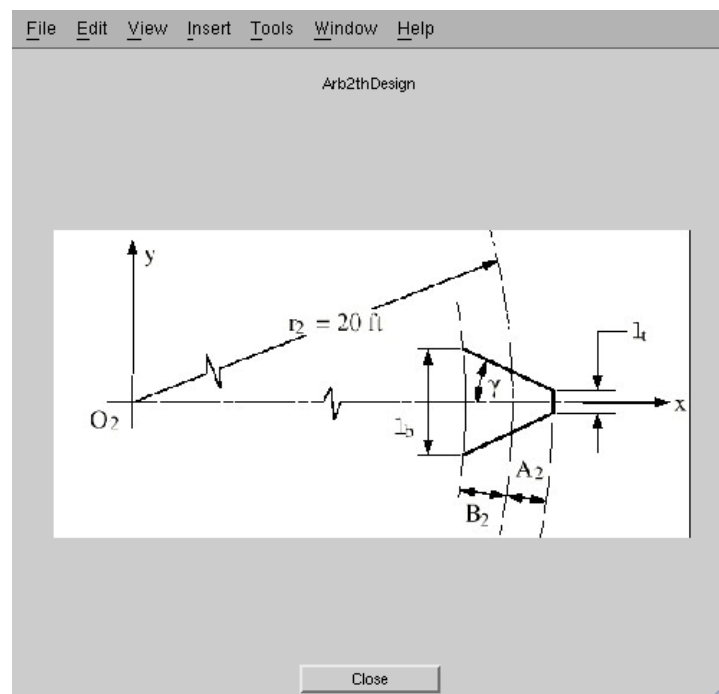 File Edit View Insert Tools Window Help
Arb2thDesign
y
r2 = 20 ft
lt
γ
x
O2
lb
A2
B2
Close